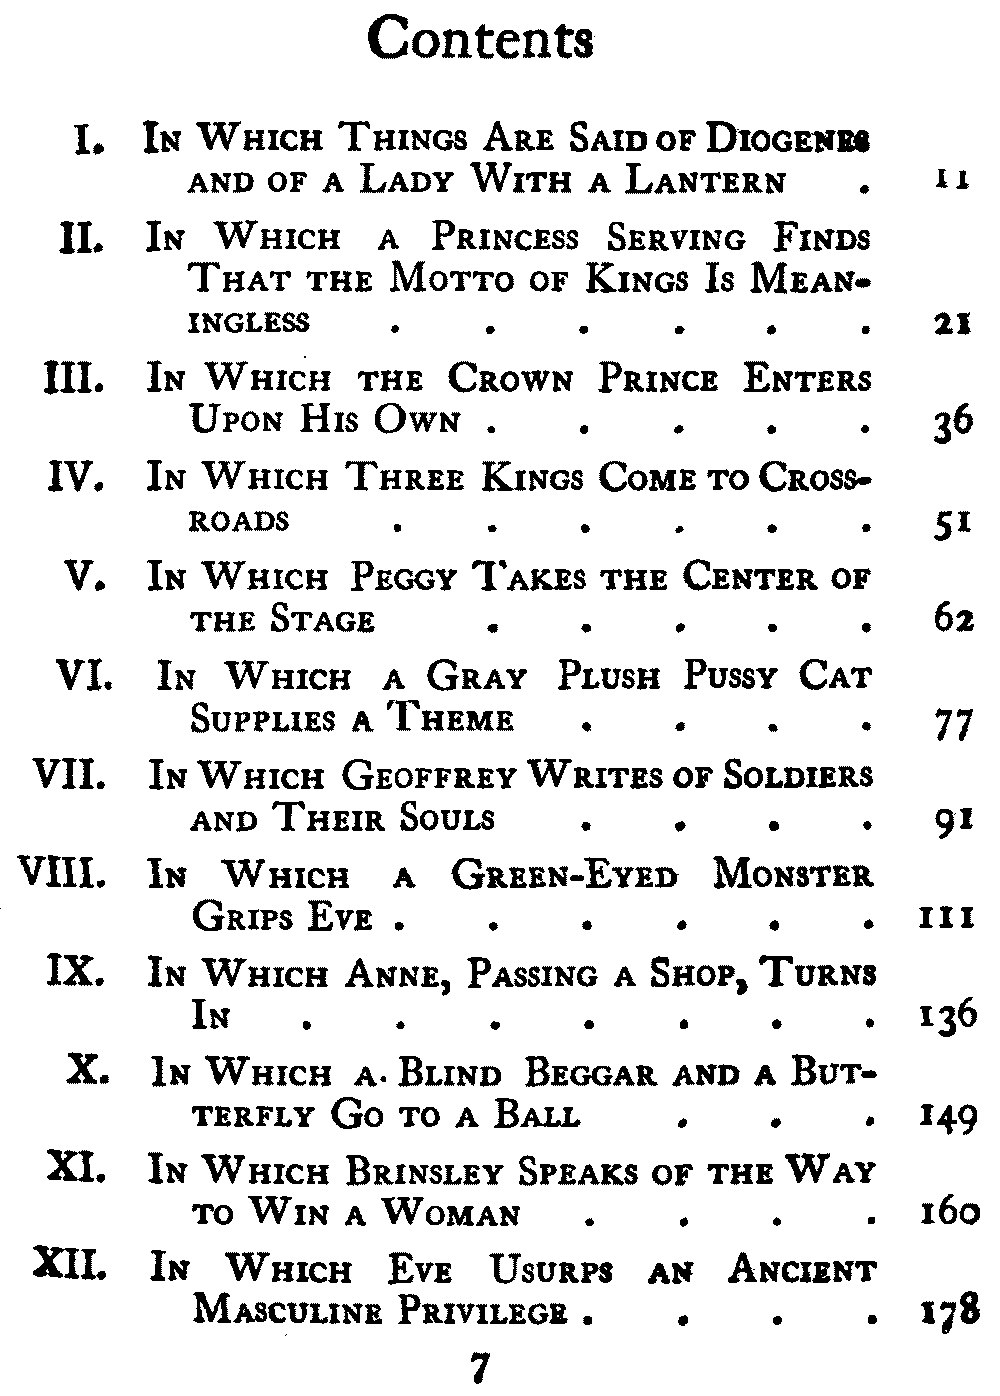 Contents
I. In Which Things Are Said of Diogenes
and of a Lady With a Lantern . 11
II. In Which a Princess Serving Finds
That the Motto of Kings Is Mean-
ingless . . . . . . 21
III. In Which the Crown Prince Enters
Upon His Own . . . . . 36
IV. In Which Three Kings Come to Cross-
roads . . . . . . 51
V. In Which Peggy Takes the Center of
the Stage . . . . . 62
VI. In Which a Gray Plush Pussy Cat
Supplies a Theme . . . . 77
VII. In Which Geoffrey Writes of Soldiers
and Their Souls . . . . 91
VIII. In Which a Green-Eyed Monster
Grips Eve . . . . . . 111
IX. In Which Anne, Passing a Shop, Turns
In . . . . . . . 136
X. In Which a Blind Beggar and a But-
terfly Go to a Ball . . . 149
XI. In Which Brinsley Speaks of the Way
to Win a Woman . . . . 160
XII. In Which Eve Usurps an Ancient
Masculine Privilege . . . . 178
7